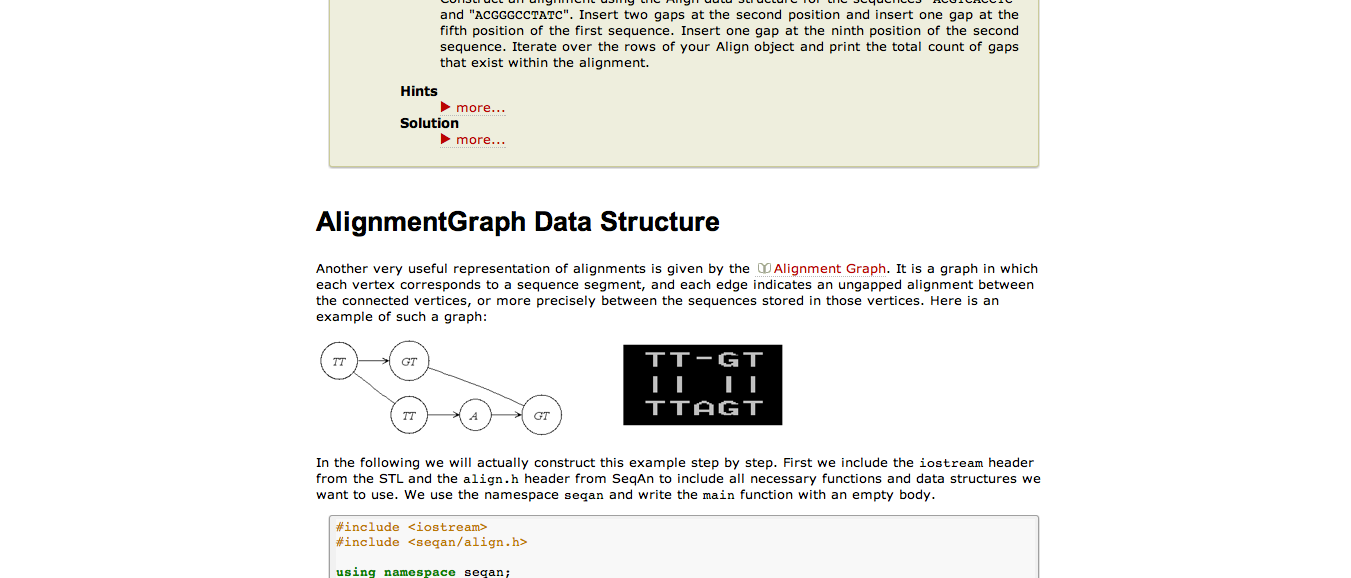 and "ACGGGCCTATC". Insert two gaps at the second position and insert one gap at the
fifth position of the first sequence. Insert one gap at the ninth position of the second
sequence. Iterate over the rows of your Align object and print the total count of gaps
that exist within the alignment.
Hints
more...
Solution
more...
AlignmentGraph Data Structure
Another very useful representation of alignments is given by the Alignment Graph. It is a graph in which
each vertex corresponds to a sequence segment, and each edge indicates an ungapped alignment between
the connected vertices, or more precisely between the sequences stored in those vertices. Here is an
example of such a graph:
TT GT
TT A GT
TT-GT
|| ||
TTAGT
In the following we will actually construct this example step by step. First we include the iostream header
from the STL and the align.h header from SeqAn to include all necessary functions and data structures we
want to use. We use the namespace seqan and write the main function with an empty body.
#include <iostream>
#include <seqan/align.h>
using namespace seqan;